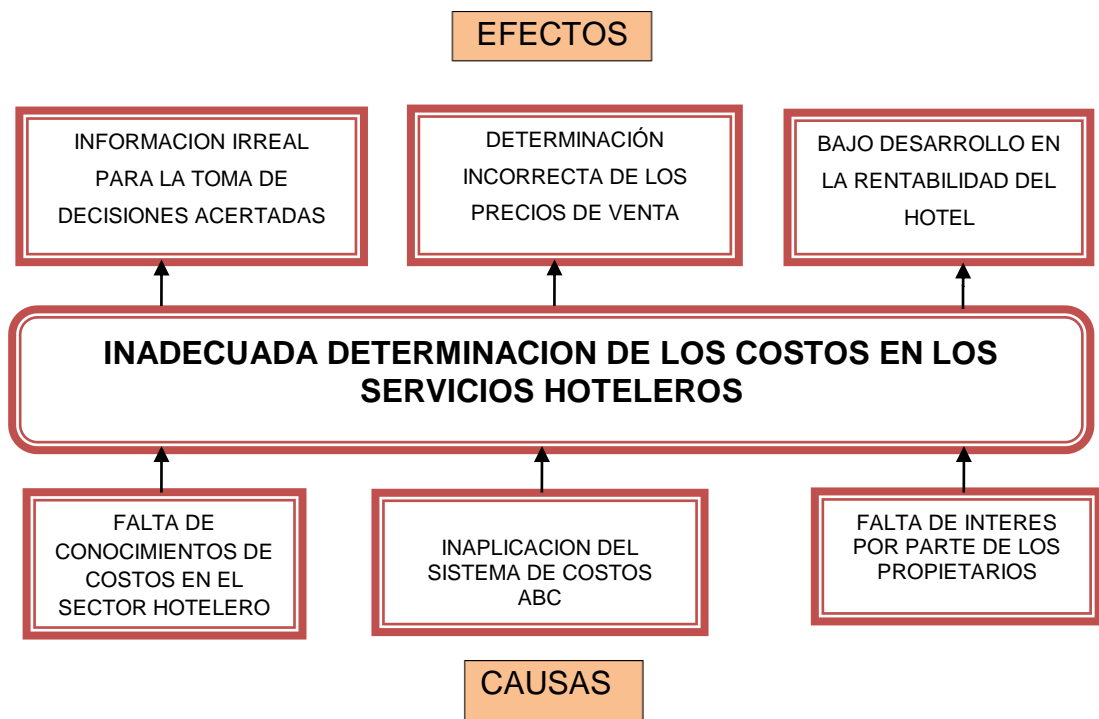 EFECTOS
INFORMACION IRREAL
PARA LA TOMA DE
DECISIONES ACERTADAS
DETERMINACIÓN
INCORRECTA DE LOS
PRECIOS DE VENTA
BAJO DESARROLLO EN
LA RENTABILIDAD DEL
HOTEL
INADECUADA DETERMINACION DE LOS COSTOS EN LOS
SERVICIOS HOTELEROS
FALTA DE
CONOCIMIENTOS DE
COSTOS EN EL
SECTOR HOTELERO
INAPLICACION DEL
SISTEMA DE COSTOS
ABC
FALTA DE INTERES
POR PARTE DE LOS
PROPIETARIOS
CAUSAS